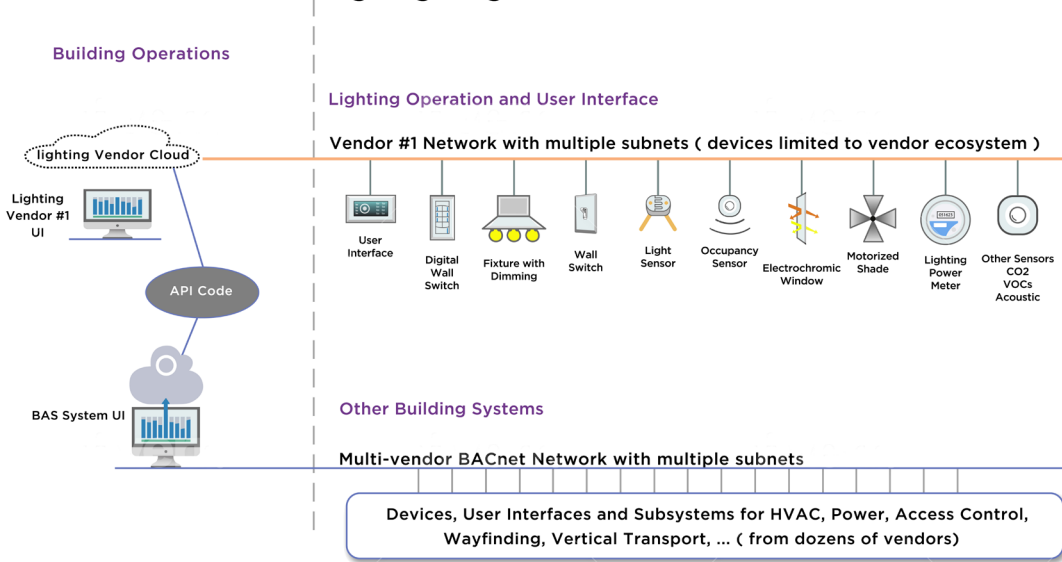 Building Operations
Lighting Operation and User Interface
Vendor #1 Network with multiple subnets ( devices limited to vendor ecosystem )
lighting Vendor Cloud
Lighting
Vendor #1
UI
User
Interface
Digital
Wall
Switch
Fixture with
Dimming
Wall
Switch
Light
Sensor
Occupancy
Sensor
Electrochromic
Window
Motorized
Shade
051623
Lighting
Power
Meter
Other Sensors
CO2
VOCs
Acoustic
API Code
BAS System UI
Other Building Systems
Multi-vendor BACnet Network with multiple subnets
Devices, User Interfaces and Subsystems for HVAC, Power, Access Control,
Wayfinding, Vertical Transport, ... ( from dozens of vendors)